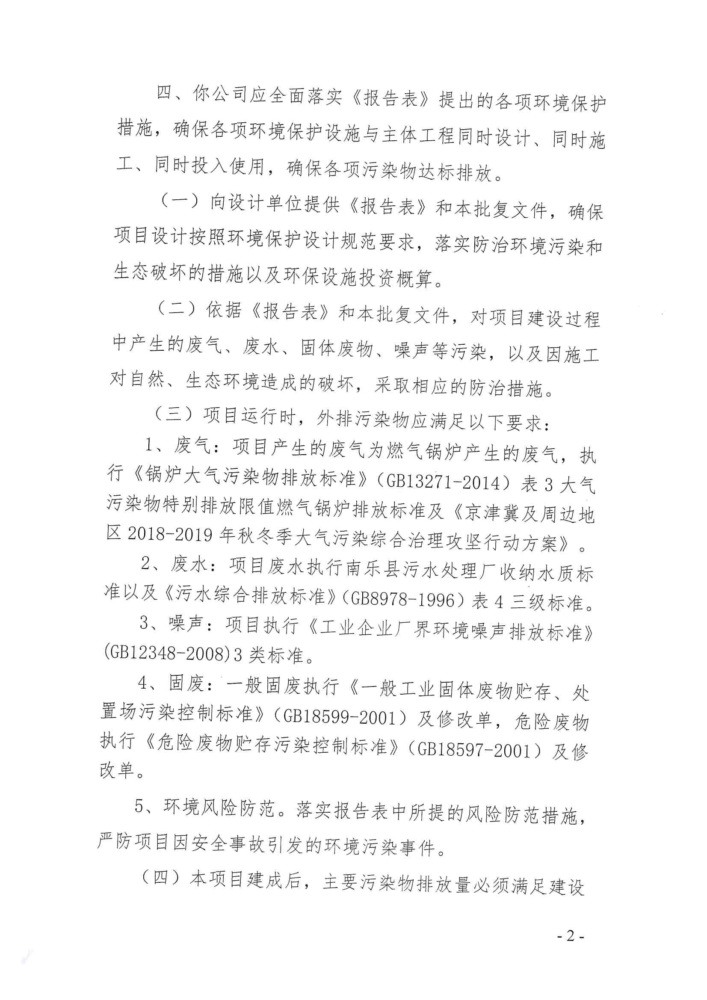 四、你公司应全面落实《报告表》提出的各项环境保护
措施，确保各项环境保护设施与主体工程同时设计、同时施
工、同时投入使用，确保各项污染物达标排放。
（一）向设计单位提供《报告表》和本批复文件，确保
项目设计按照环境保护设计规范要求，落实防治环境污染和
生态破坏的措施以及环保设施投资概算。
（二）依据《报告表》和本批复文件，对项目建设过程
中产生的废气、废水、固体废物、噪声等污染，以及因施工
对自然、生态环境造成的破坏，采取相应的防治措施。
（三）项目运行时，外排污染物应满足以下要求：
1、废气：项目产生的废气为燃气锅炉产生的废气，执
行《锅炉大气污染物排放标准》（GB13271-2014）表 3 大气
污染物特别排放限值燃气锅炉排放标准及《京津冀及周边地
区 2018-2019 年秋冬季大气污染综合治理攻坚行动方案》。
2、废水：项目废水执行南乐县污水处理厂收纳水质标
准以及《污水综合排放标准》（GB8978-1996）表 4 三级标准。
3、噪声：项目执行《工业企业厂界环境噪声排放标准》
(GB12348-2008)3 类标准。
4、固废：一般固废执行《一般工业固体废物贮存、处
置场污染控制标准》（GB18599-2001）及修改单，危险废物
执行《危险废物贮存污染控制标准》（GB18597-2001）及修
改单。
5、环境风险防范。落实报告表中所提的风险防范措施，
严防项目因安全事故引发的环境污染事件。
（四）本项目建成后，主要污染物排放量必须满足建设
- 2 -